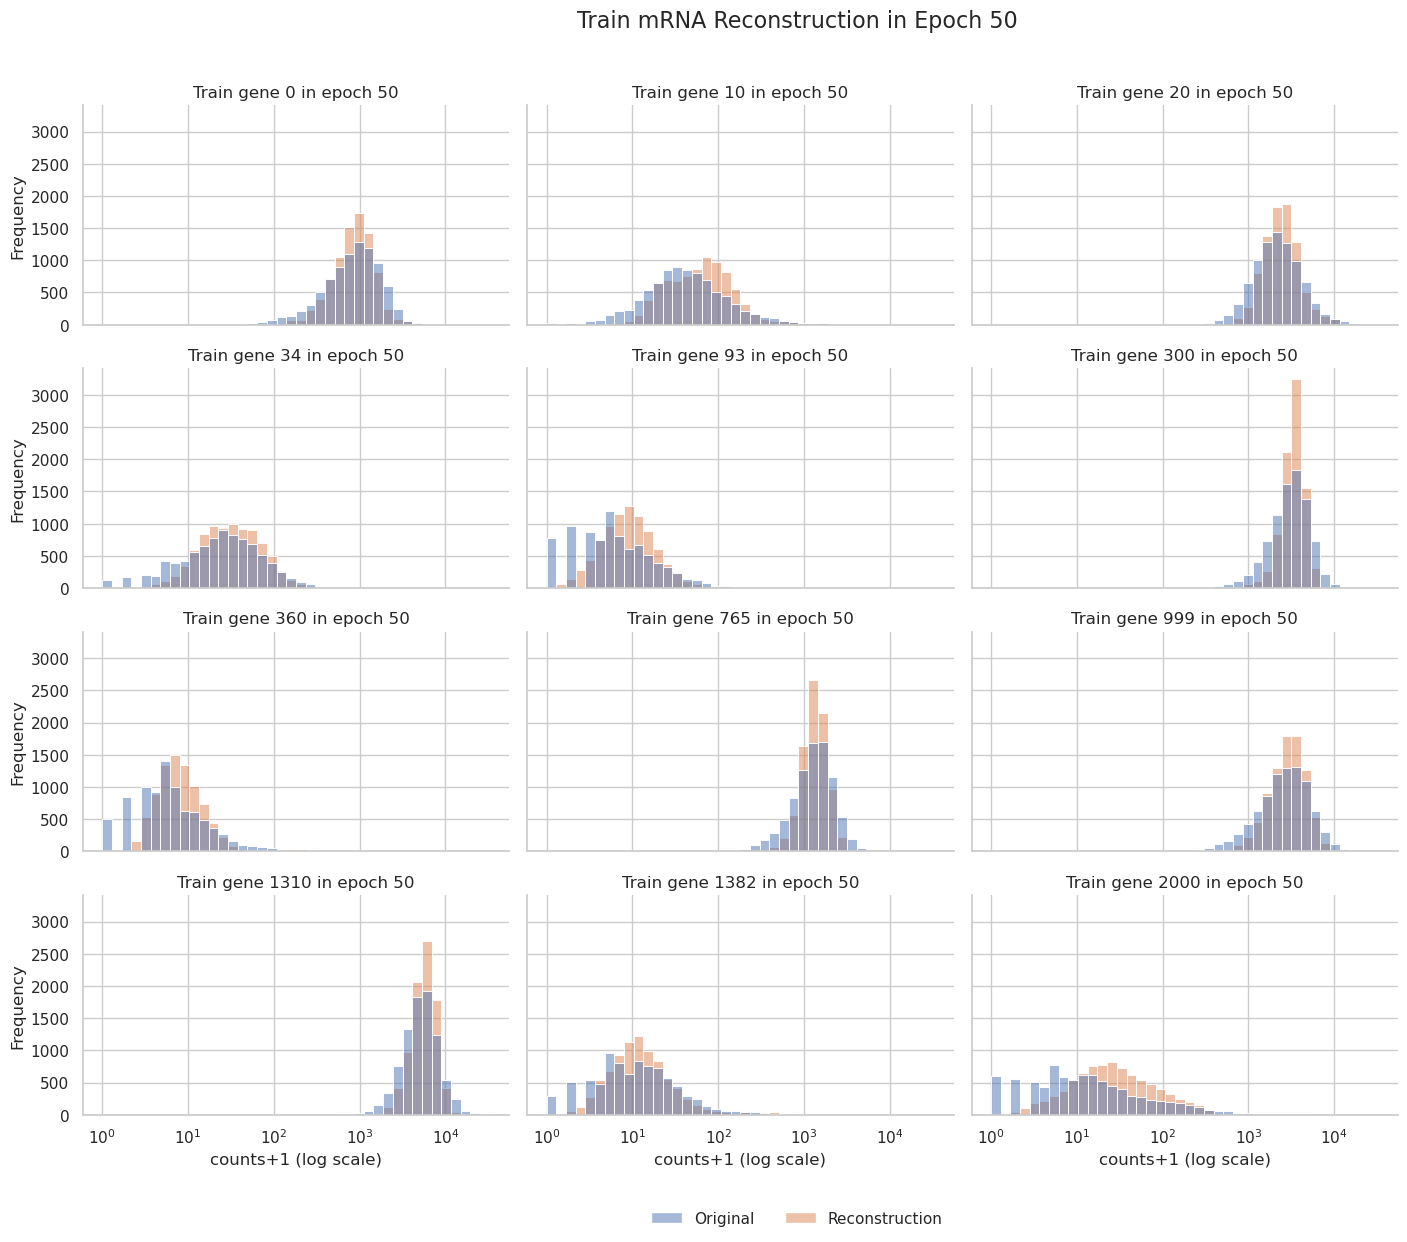 Train mRNA Reconstruction in Epoch 50
Train gene 0 in epoch 50
Train gene 10 in epoch 50
Train gene 20 in epoch 50
3000
2500
2000
1500
1000
500
0
Frequency
Train gene 34 in epoch 50
Train gene 93 in epoch 50
Train gene 300 in epoch 50
3000
2500
2000
1500
1000
500
0
Frequency
Train gene 360 in epoch 50
Train gene 765 in epoch 50
Train gene 999 in epoch 50
3000
2500
2000
1500
1000
500
0
Frequency
Train gene 1310 in epoch 50
Train gene 1382 in epoch 50
Train gene 2000 in epoch 50
3000
2500
2000
1500
1000
500
0
Frequency
10⁰ 10¹ 10² 10³ 10⁴
10⁰ 10¹ 10² 10³ 10⁴
10⁰ 10¹ 10² 10³ 10⁴
counts+1 (log scale)
counts+1 (log scale)
counts+1 (log scale)
Original
Reconstruction